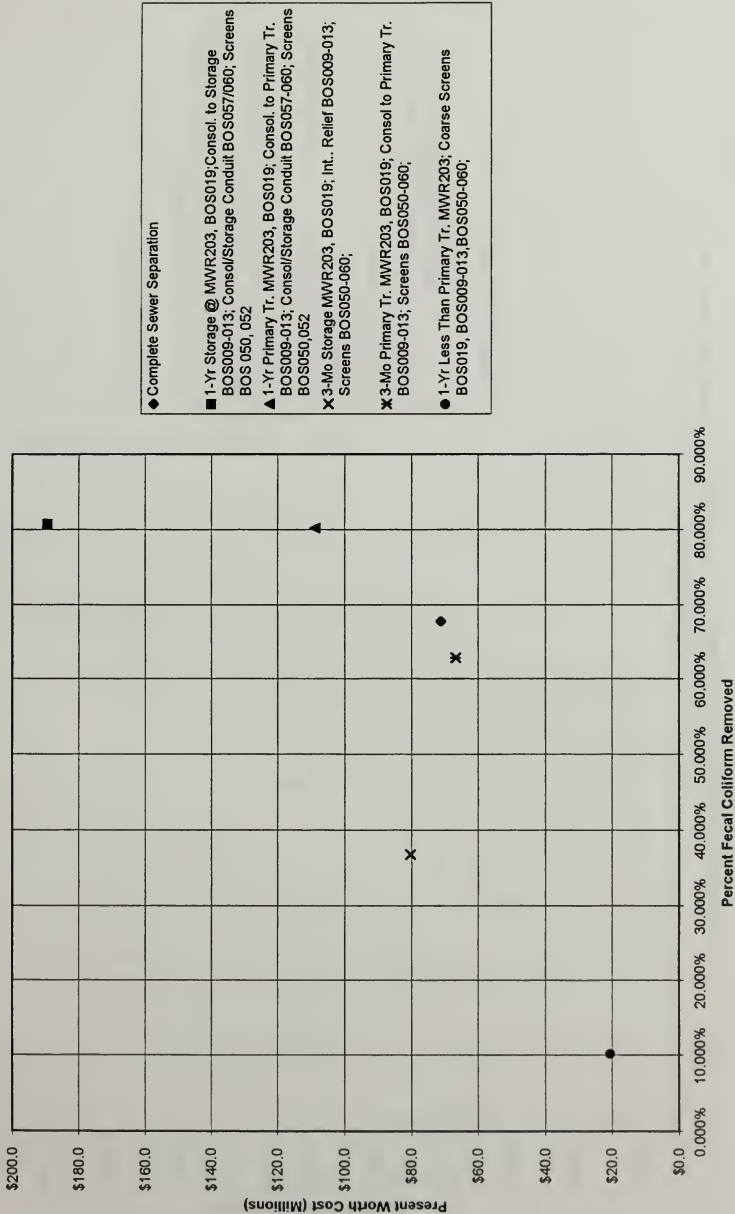 $200.0
$180.0
$160.0
$140.0
$120.0
$100.0
$80.0
$60.0
$40.0
$20.0
$0.0
Present Worth Cost (Millions)
0.000% 10.000% 20.000% 30.000% 40.000% 50.000% 60.000% 70.000% 80.000% 90.000%
Percent Fecal Coliform Removed
Complete Sewer Separation
1-Yr Storage @ MWR203, BOS019;Consol. to Storage
BOS009-013; Consol/Storage Conduit BOS057/060; Screens
BOS 050, 052
1-Yr Primary Tr. MWR203, BOS019; Consol. to Primary Tr.
BOS009-013; Consol/Storage Conduit BOS057-060; Screens
BOS050,052
3-Mo Storage MWR203, BOS019; Int.. Relief BOS009-013;
Screens BOS050-060;
3-Mo Primary Tr. MWR203, BOS019; Consol to Primary Tr.
BOS009-013; Screens BOS050-060;
1-Yr Less Than Primary Tr. MWR203; Coarse Screens
BOS019, BOS009-013,BOS050-060;